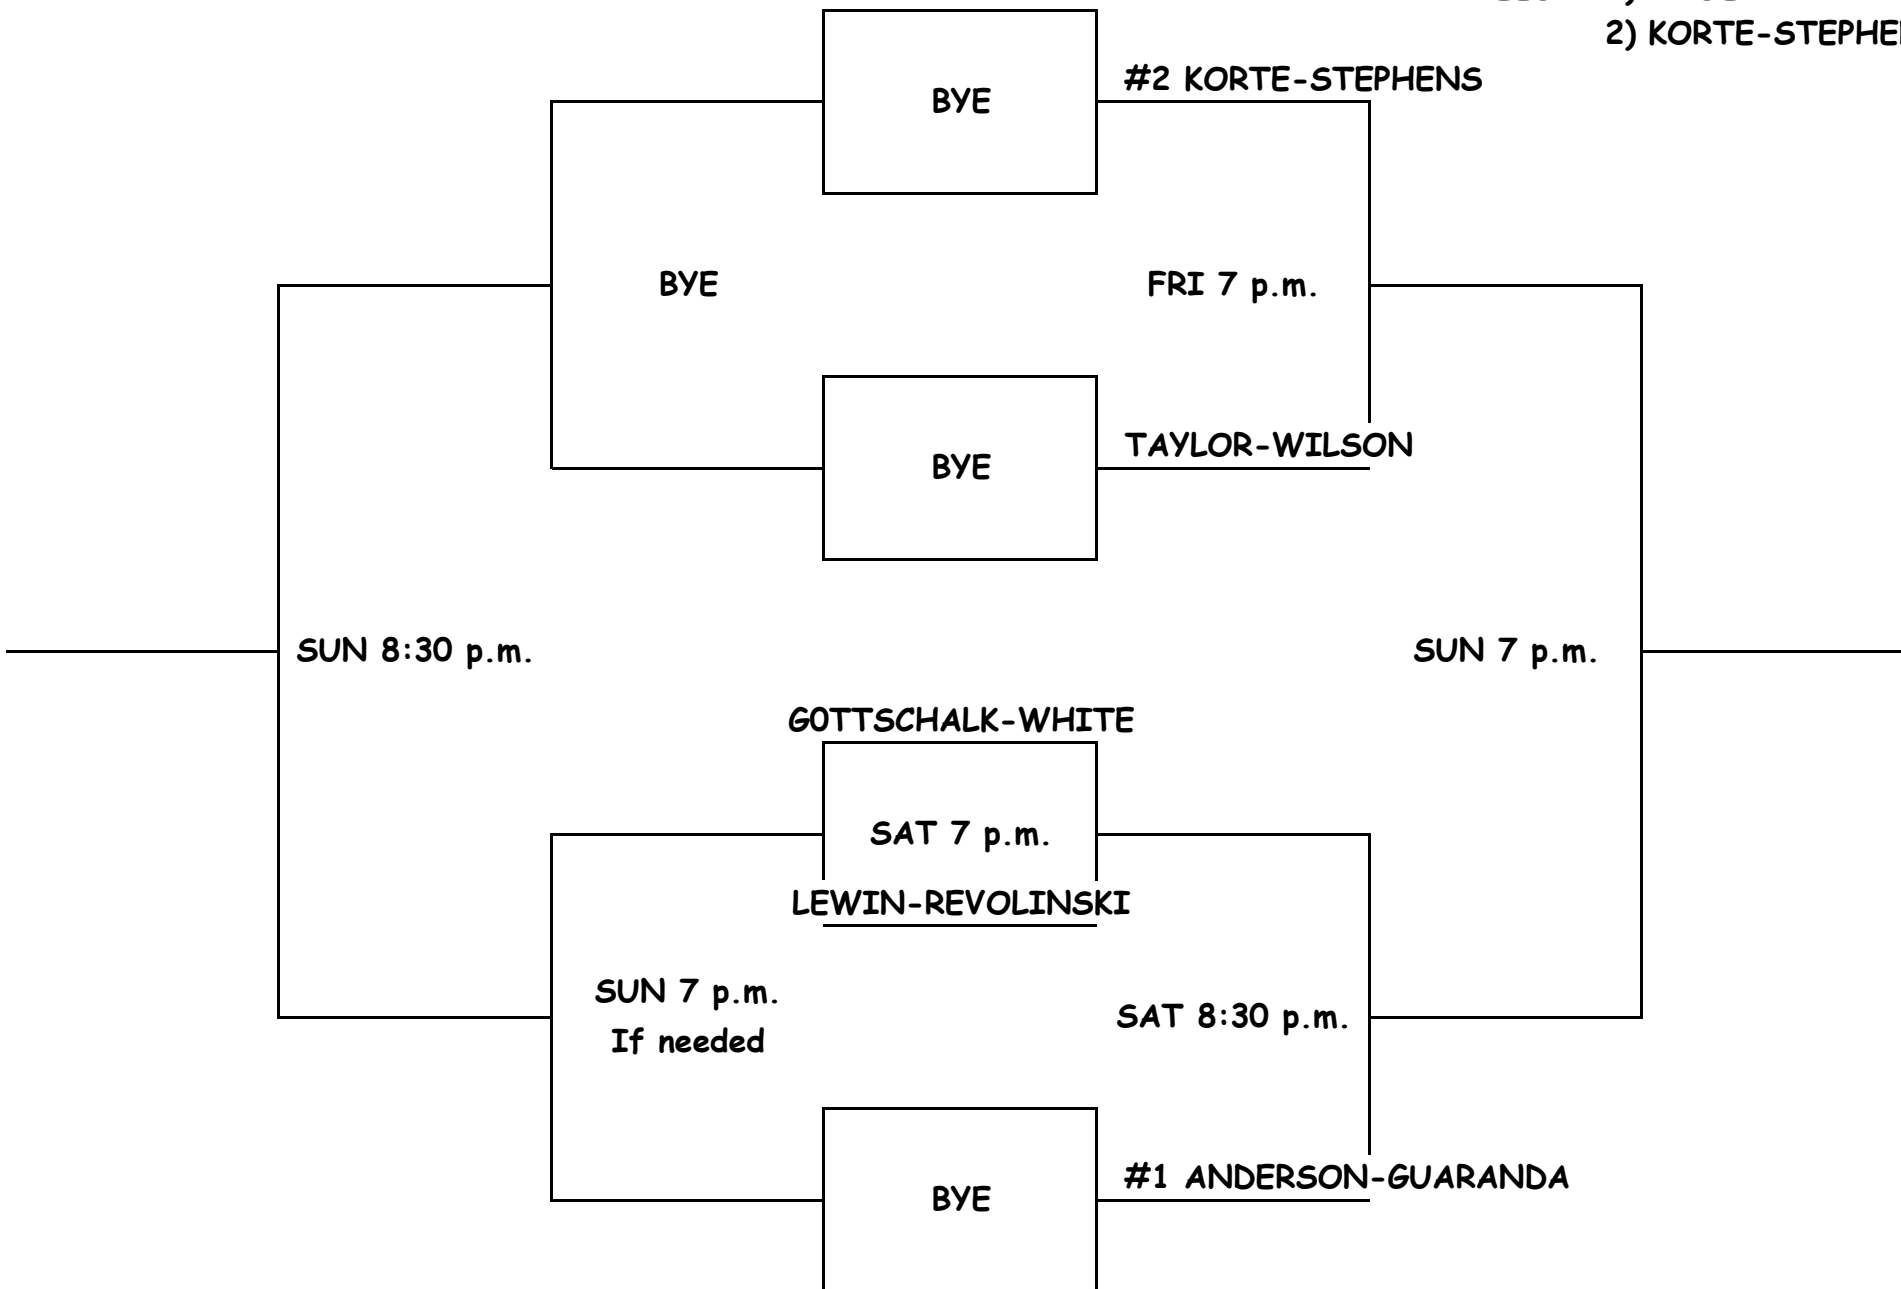 2) KORTE-STEPHE
#2 KORTE-STEPHENS
BYE
BYE
FRI 7 p.m.
TAYLOR-WILSON
BYE
SUN 8:30 p.m.
SUN 7 p.m.
GOTTSCHALK-WHITE
SAT 7 p.m.
LEWIN-REVOLINSKI
SUN 7 p.m.
If needed
SAT 8:30 p.m.
#1 ANDERSON-GUARANDA
BYE